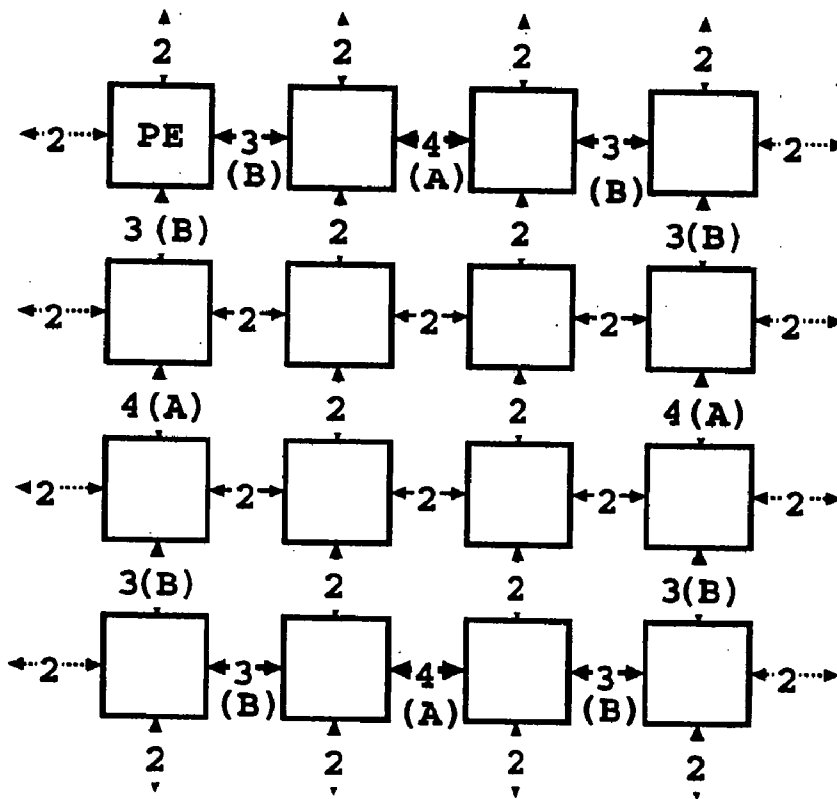 2 2 2 2
2 PE 3 4 3 2
(B) (A) (B)
3 (B) 2 2 3(B)
2 2 2 2 2
4 (A) 2 2 4 (A)
2 2 2 2 2
3(B) 2 2 3(B)
2 3 4 3 2
(B) (A) (B)
2 2 2 2